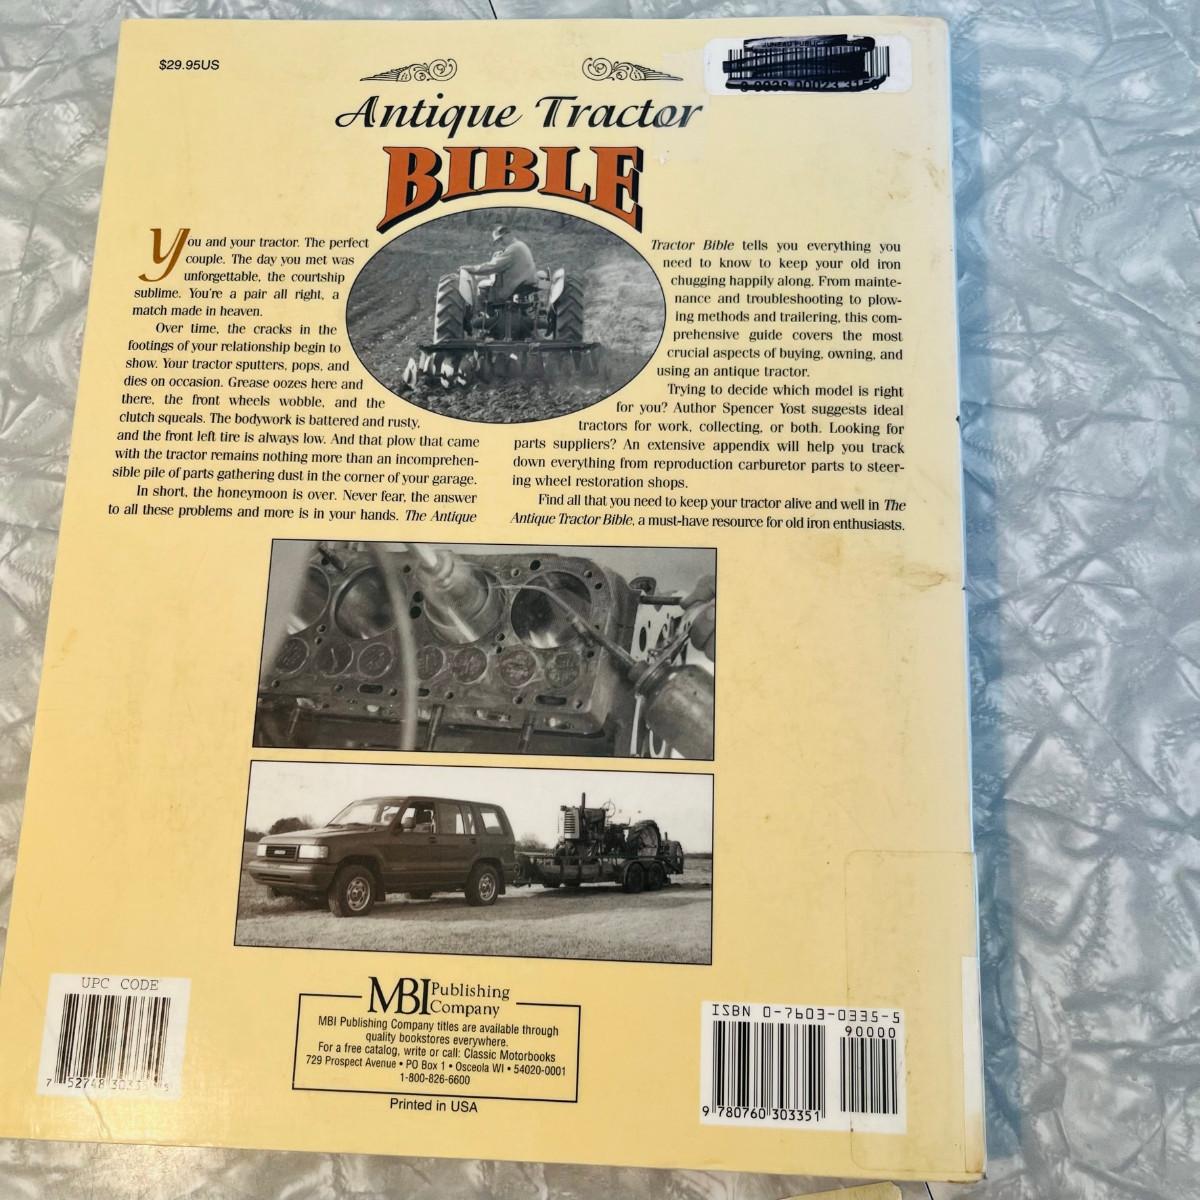 $29.95US
JUNEAU PUBLIC
Antique Tractor
BIBLE
You and your tractor. The perfect
couple. The day you met was
unforgettable, the courtship
sublime. You're a pair all right, a
match made in heaven.
Over time, the cracks in the
footings of your relationship begin to
show. Your tractor sputters, pops, and
dies on occasion. Grease oozes here and
there, the front wheels wobble, and the
clutch squeals. The bodywork is battered and rusty,
and the front left tire is always low. And that plow that came
with the tractor remains nothing more than an incomprehen-
sible pile of parts gathering dust in the corner of your garage.
In short, the honeymoon is over. Never fear, the answer
to all these problems and more is in your hands. The Antique
Tractor Bible tells you everything you
need to know to keep your old iron
chugging happily along. From mainte-
nance and troubleshooting to plow-
ing methods and trailering, this com-
prehensive guide covers the most
crucial aspects of buying, owning, and
using an antique tractor.
Trying to decide which model is right
for you? Author Spencer Yost suggests ideal
tractors for work, collecting, or both. Looking for
parts suppliers? An extensive appendix will help you track
down everything from reproduction carburetor parts to steer-
ing wheel restoration shops.
Find all that you need to keep your tractor alive and well in The
Antique Tractor Bible, a must-have resource for old iron enthusiasts.
UPC CODE
7 52748 30335 5
MBI Publishing
Company
MBI Publishing Company titles are available through
quality bookstores everywhere.
For a free catalog, write or call: Classic Motorbooks
729 Prospect Avenue • PO Box 1 • Osceola WI • 54020-0001
1-800-826-6600
Printed in USA
ISBN 0-7603-0335-5
90000
9 780760 303351